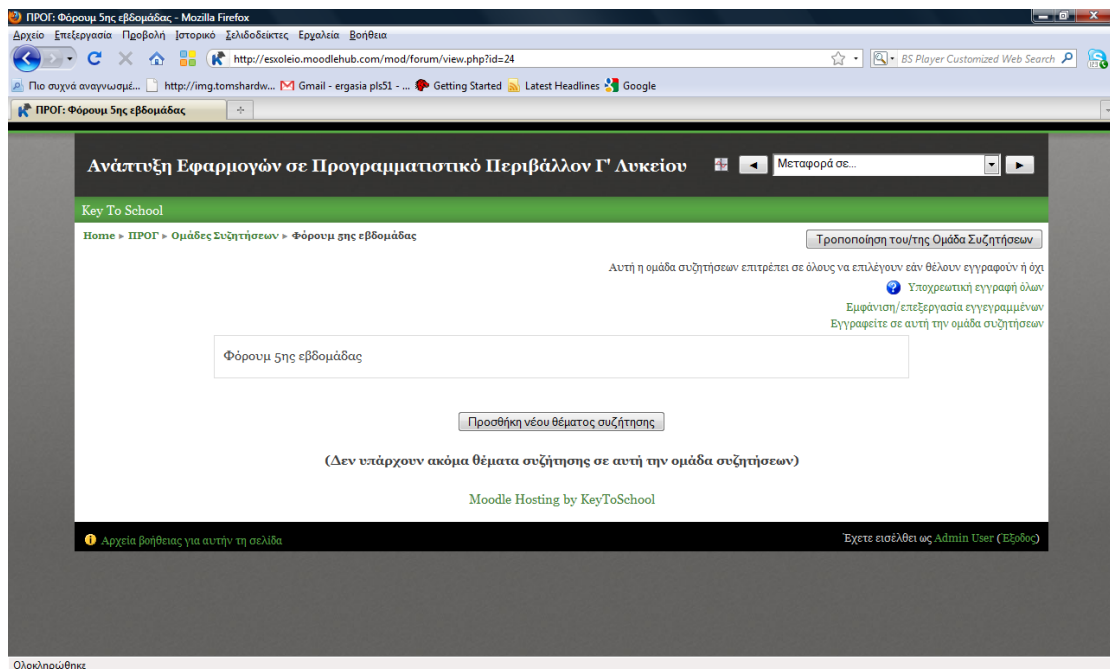 ΠΡΟΓ: Φόρουμ 5ης εβδομάδας - Mozilla Firefox
Αρχείο Επεξεργασία Προβολή Ιστορικό Σελιδοδείκτες Εργαλεία Βοήθεια
http://esxoleio.moodlehub.com/mod/forum/view.php?id=24 BS Player Customized Web Search
Πιο συχνά αναγνωσμέ... http://img.tomshardw... Gmail - ergasia pls51 - ... Getting Started Latest Headlines Google
ΠΡΟΓ: Φόρουμ 5ης εβδομάδας
Ανάπτυξη Εφαρμογών σε Προγραμματιστικό Περιβάλλον Γ' Λυκείου Μεταφορά σε...
Key To School
Home ► ΠΡΟΓ ► Ομάδες Συζητήσεων ► Φόρουμ 5ης εβδομάδας Τροποποίηση του/της Ομάδα Συζητήσεων
Αυτή η ομάδα συζητήσεων επιτρέπει σε όλους να επιλέγουν εάν θέλουν εγγραφούν ή όχι
Υποχρεωτική εγγραφή όλων
Εμφάνιση/επεξεργασία εγγεγραμμένων
Εγγραφείτε σε αυτή την ομάδα συζητήσεων
Φόρουμ 5ης εβδομάδας
Προσθήκη νέου θέματος συζήτησης
(Δεν υπάρχουν ακόμα θέματα συζήτησης σε αυτή την ομάδα συζητήσεων)
Moodle Hosting by KeyToSchool
Αρχεία βοήθειας για αυτήν τη σελίδα Έχετε εισέλθει ως Admin User (Έξοδος)
Ολοκληρώθηκε